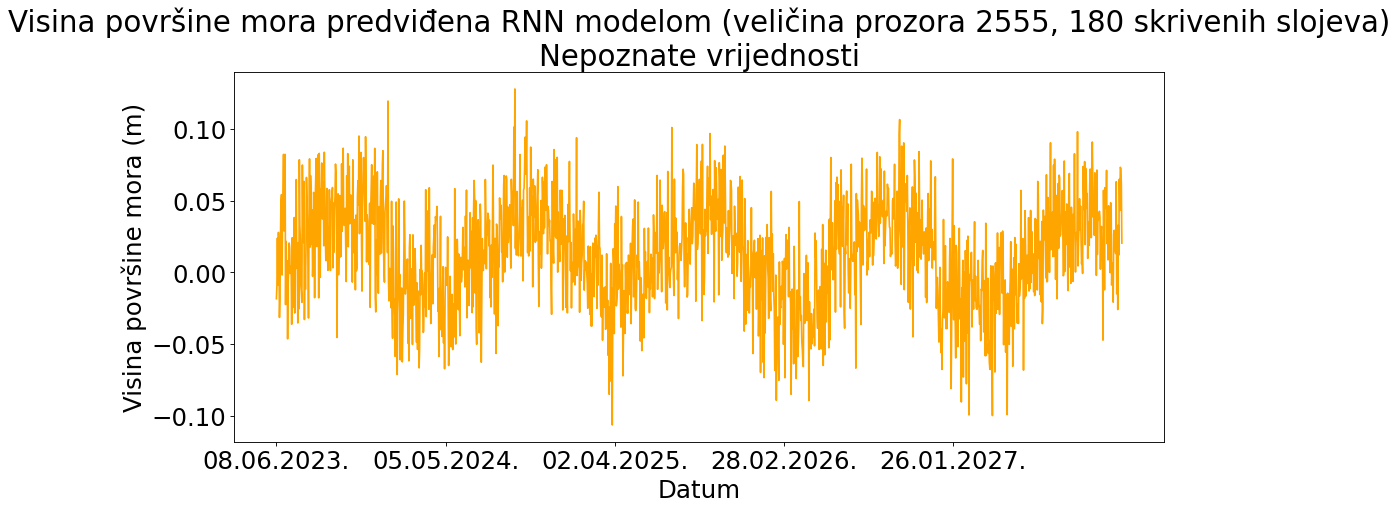 Visina površine mora predviđena RNN modelom (veličina prozora 2555, 180 skrivenih slojeva)
Nepoznate vrijednosti
Visina površine mora (m)
0.10
0.05
0.00
−0.05
−0.10
08.06.2023. 05.05.2024. 02.04.2025. 28.02.2026. 26.01.2027.
Datum